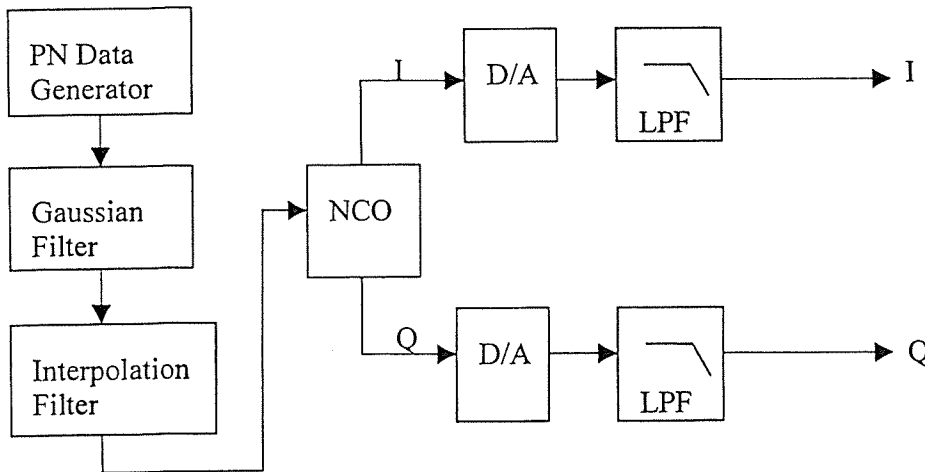 PN Data
Generator
Gaussian
Filter
Interpolation
Filter
NCO
I
D/A
LPF
I
Q
D/A
LPF
Q